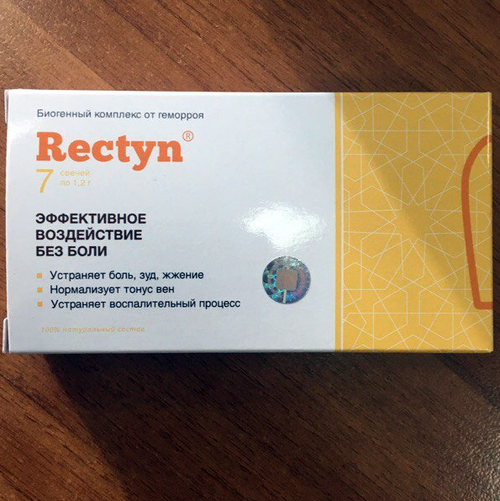 Биогенный комплекс от геморроя
Rectyn®
7 свечей
по 1,2 г
ЭФФЕКТИВНОЕ
ВОЗДЕЙСТВИЕ
БЕЗ БОЛИ
Устраняет боль, зуд, жжение
Нормализует тонус вен
Устраняет воспалительный процесс
100% натуральный состав